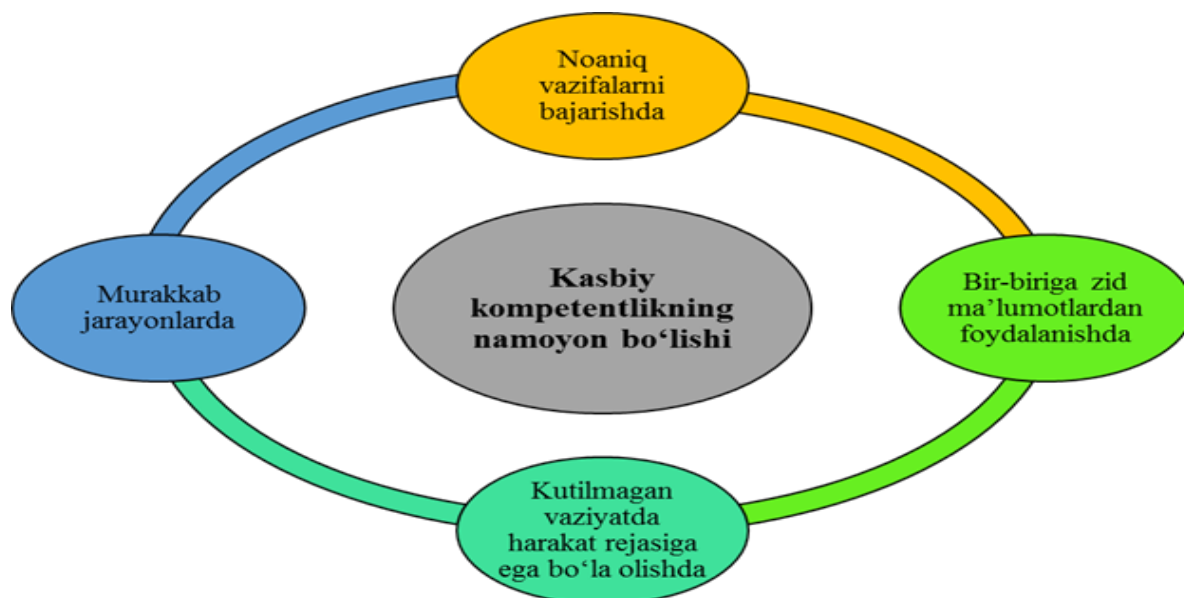 Noaniq
vazifalarni
bajarishda
Murakkab
jarayonlarda
Kasbiy
kompetentlikning
namoyon bo‘lishi
Bir-biriga zid
ma’lumotlardan
foydalanishda
Kutilmagan
vaziyatda
harakat rejasiga
ega bo‘la olishda